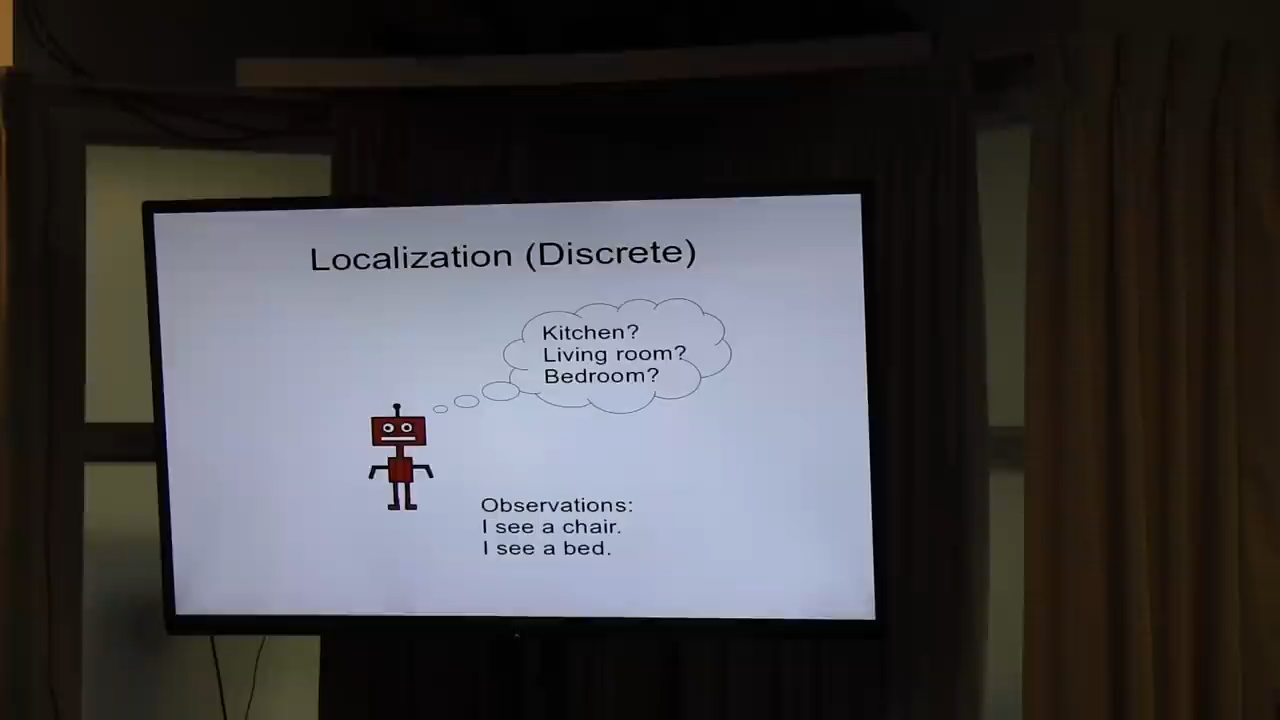 Localization (Discrete)
Kitchen?
Living room?
Bedroom?
Observations:
I see a chair.
I see a bed.